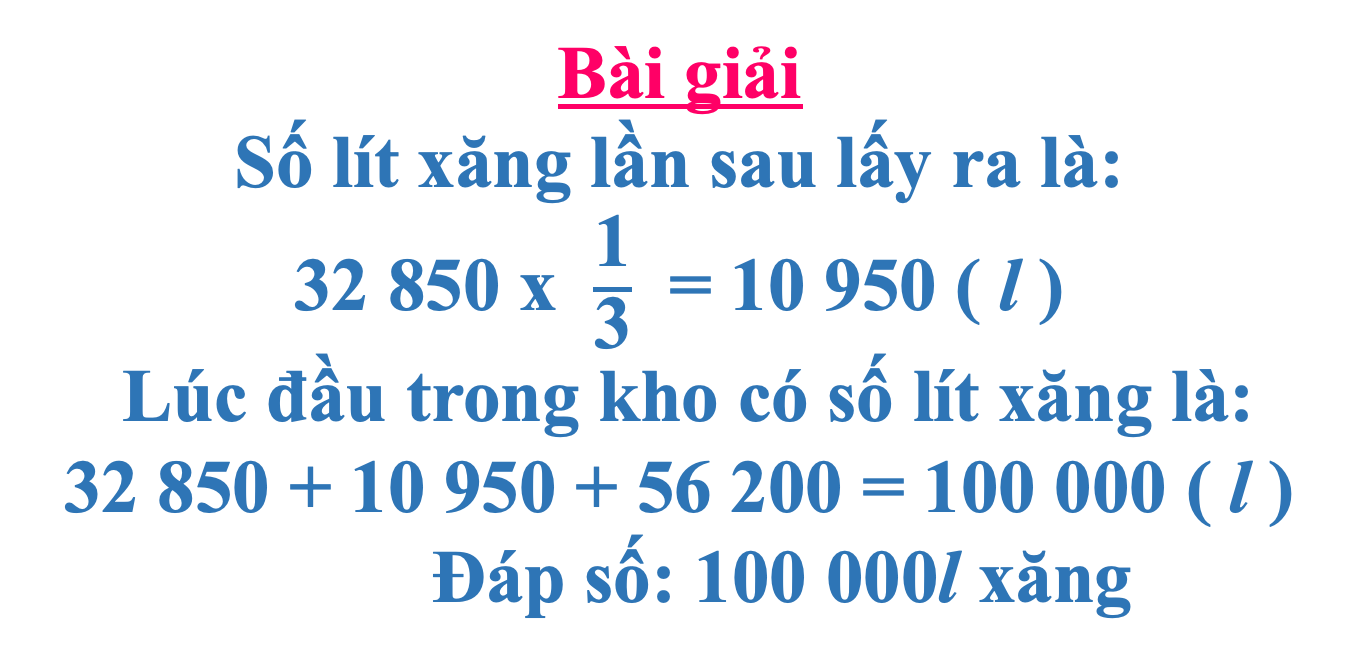 Bài giải
Số lít xăng lần sau lấy ra là:
32 850 x 1/3 = 10 950 ( l )
Lúc đầu trong kho có số lít xăng là:
32 850 + 10 950 + 56 200 = 100 000 ( l )
Đáp số: 100 000l xăng